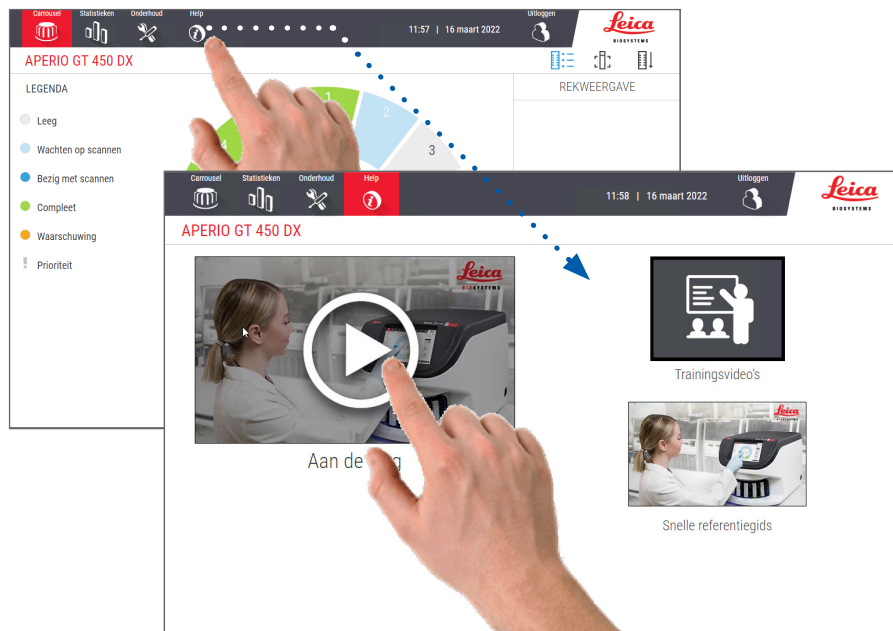 Carrousel Statistieken Onderhoud Help 11:57 | 16 maart 2022 Uitloggen Leica BIOSYSTEMS
APERIO GT 450 DX
LEGENDA REKWEERGAVE
Leeg
Wachten op scannen
Bezig met scannen
Compleet
Waarschuwing
! Prioriteit
1
2
3
4
Carrousel Statistieken Onderhoud Help 11:58 | 16 maart 2022 Uitloggen Leica BIOSYSTEMS
APERIO GT 450 DX
Leica
BIOSYSTEMS
Aan de
Trainingsvideo's
Leica
Snelle referentiegids